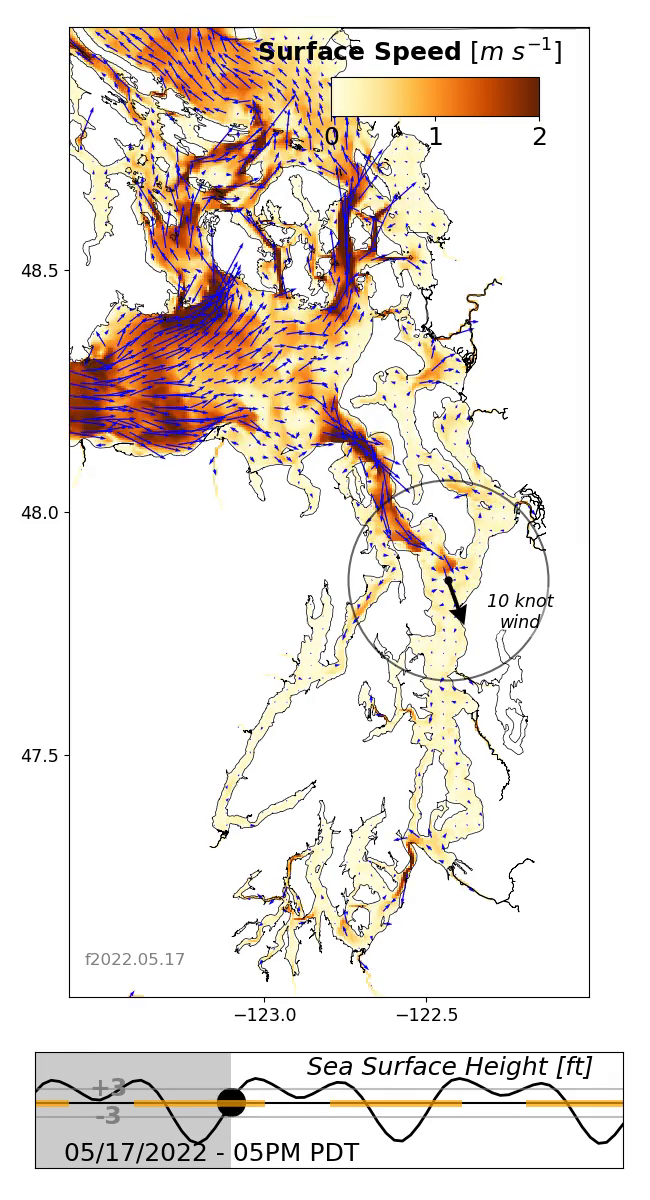 Surface Speed [m s⁻¹]
0 1 2
48.5
48.0
10 knot
wind
47.5
f2022.05.17
−123.0 −122.5
Sea Surface Height [ft]
+3
-3
05/17/2022 - 05PM PDT